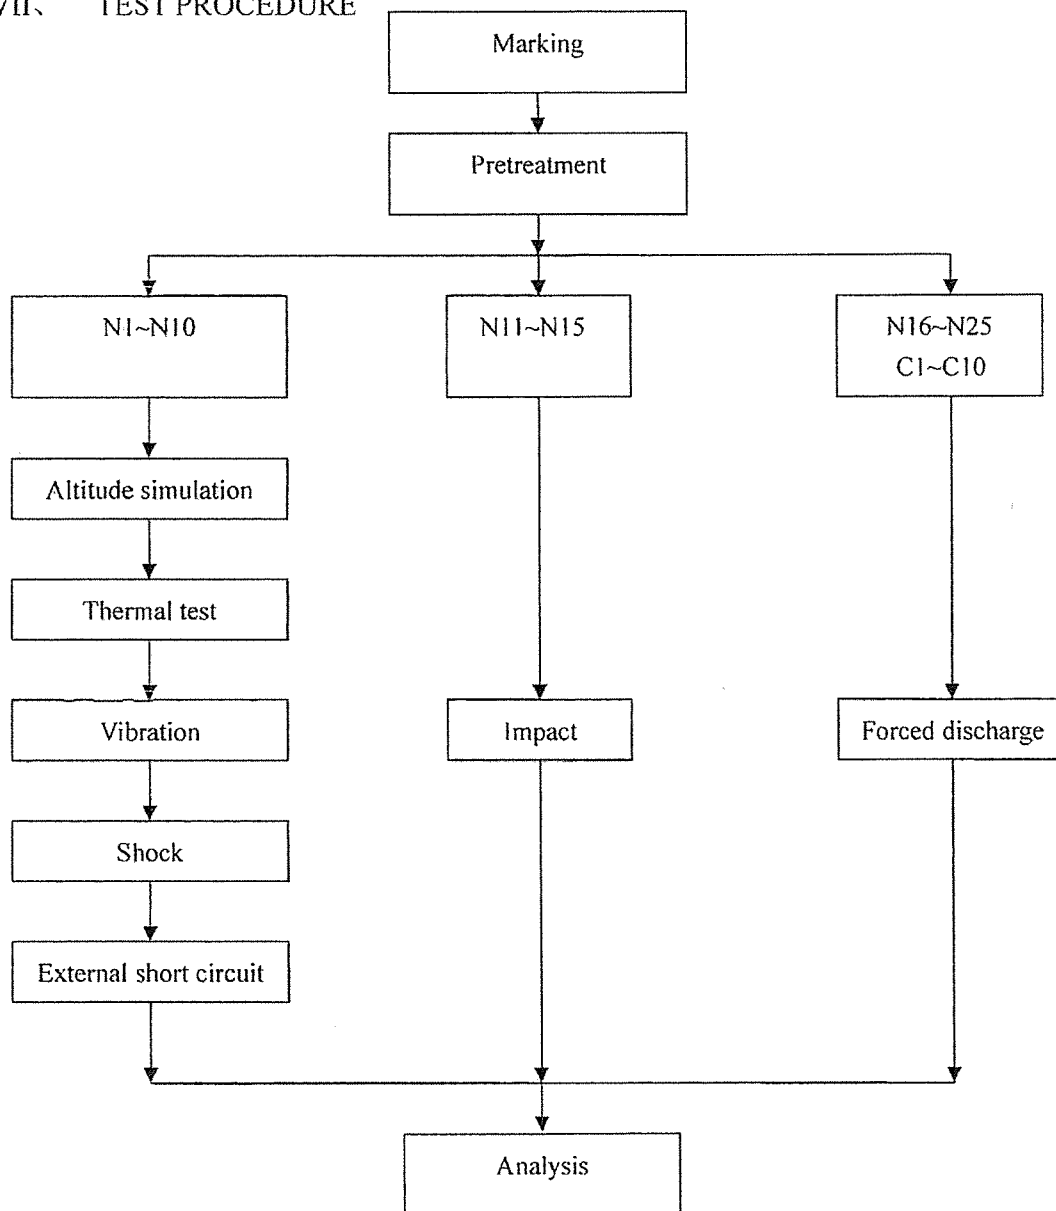 VII、 TEST PROCEDURE
Marking
Pretreatment
N1~N10
N11~N15
N16~N25
C1~C10
Altitude simulation
Thermal test
Vibration
Impact
Forced discharge
Shock
External short circuit
Analysis